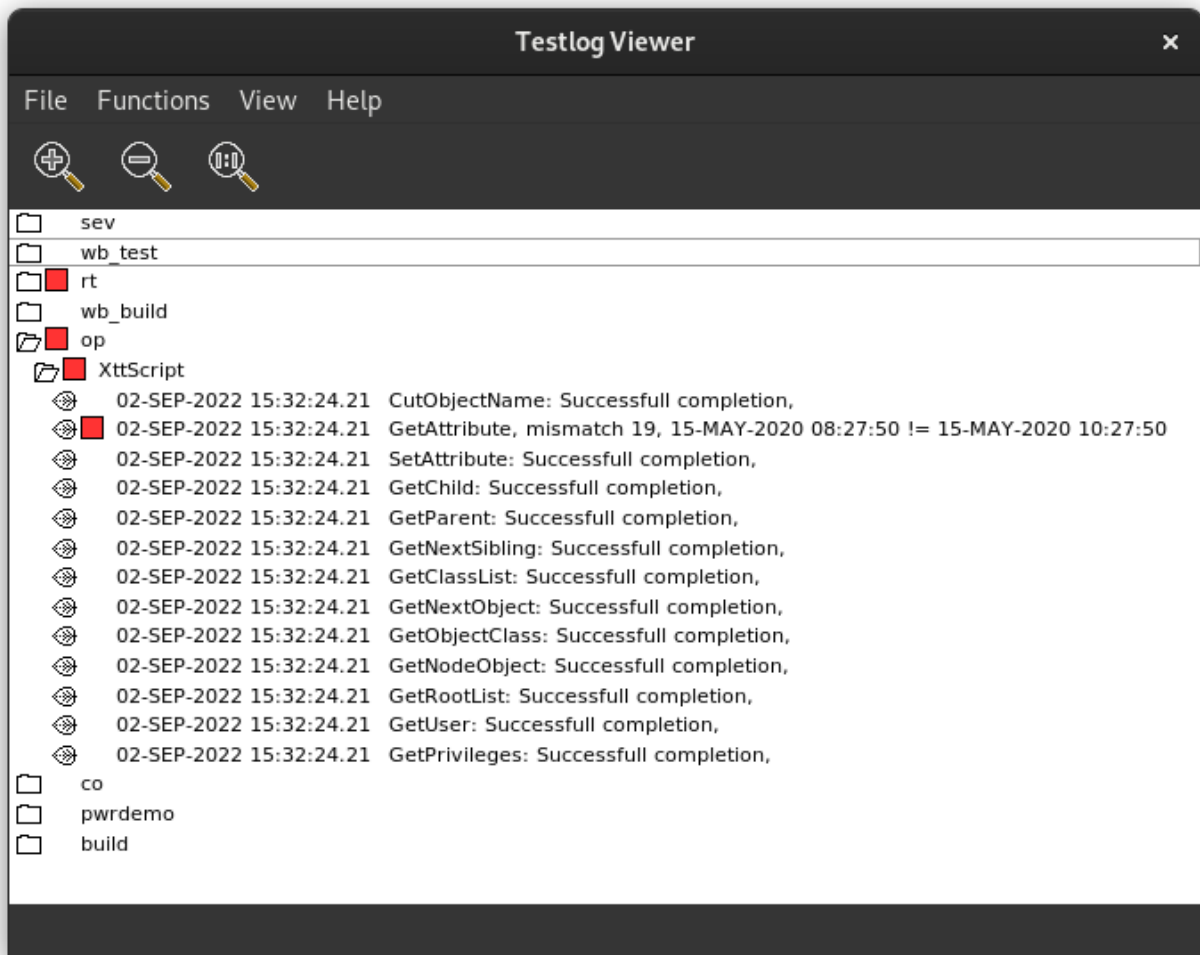 Testlog Viewer ×
File Functions View Help
1:1
sev
wb_test
rt
wb_build
op
XttScript
02-SEP-2022 15:32:24.21 CutObjectName: Successfull completion,
02-SEP-2022 15:32:24.21 GetAttribute, mismatch 19, 15-MAY-2020 08:27:50 != 15-MAY-2020 10:27:50
02-SEP-2022 15:32:24.21 SetAttribute: Successfull completion,
02-SEP-2022 15:32:24.21 GetChild: Successfull completion,
02-SEP-2022 15:32:24.21 GetParent: Successfull completion,
02-SEP-2022 15:32:24.21 GetNextSibling: Successfull completion,
02-SEP-2022 15:32:24.21 GetClassList: Successfull completion,
02-SEP-2022 15:32:24.21 GetNextObject: Successfull completion,
02-SEP-2022 15:32:24.21 GetObjectClass: Successfull completion,
02-SEP-2022 15:32:24.21 GetNodeObject: Successfull completion,
02-SEP-2022 15:32:24.21 GetRootList: Successfull completion,
02-SEP-2022 15:32:24.21 GetUser: Successfull completion,
02-SEP-2022 15:32:24.21 GetPrivileges: Successfull completion,
co
pwrdemo
build